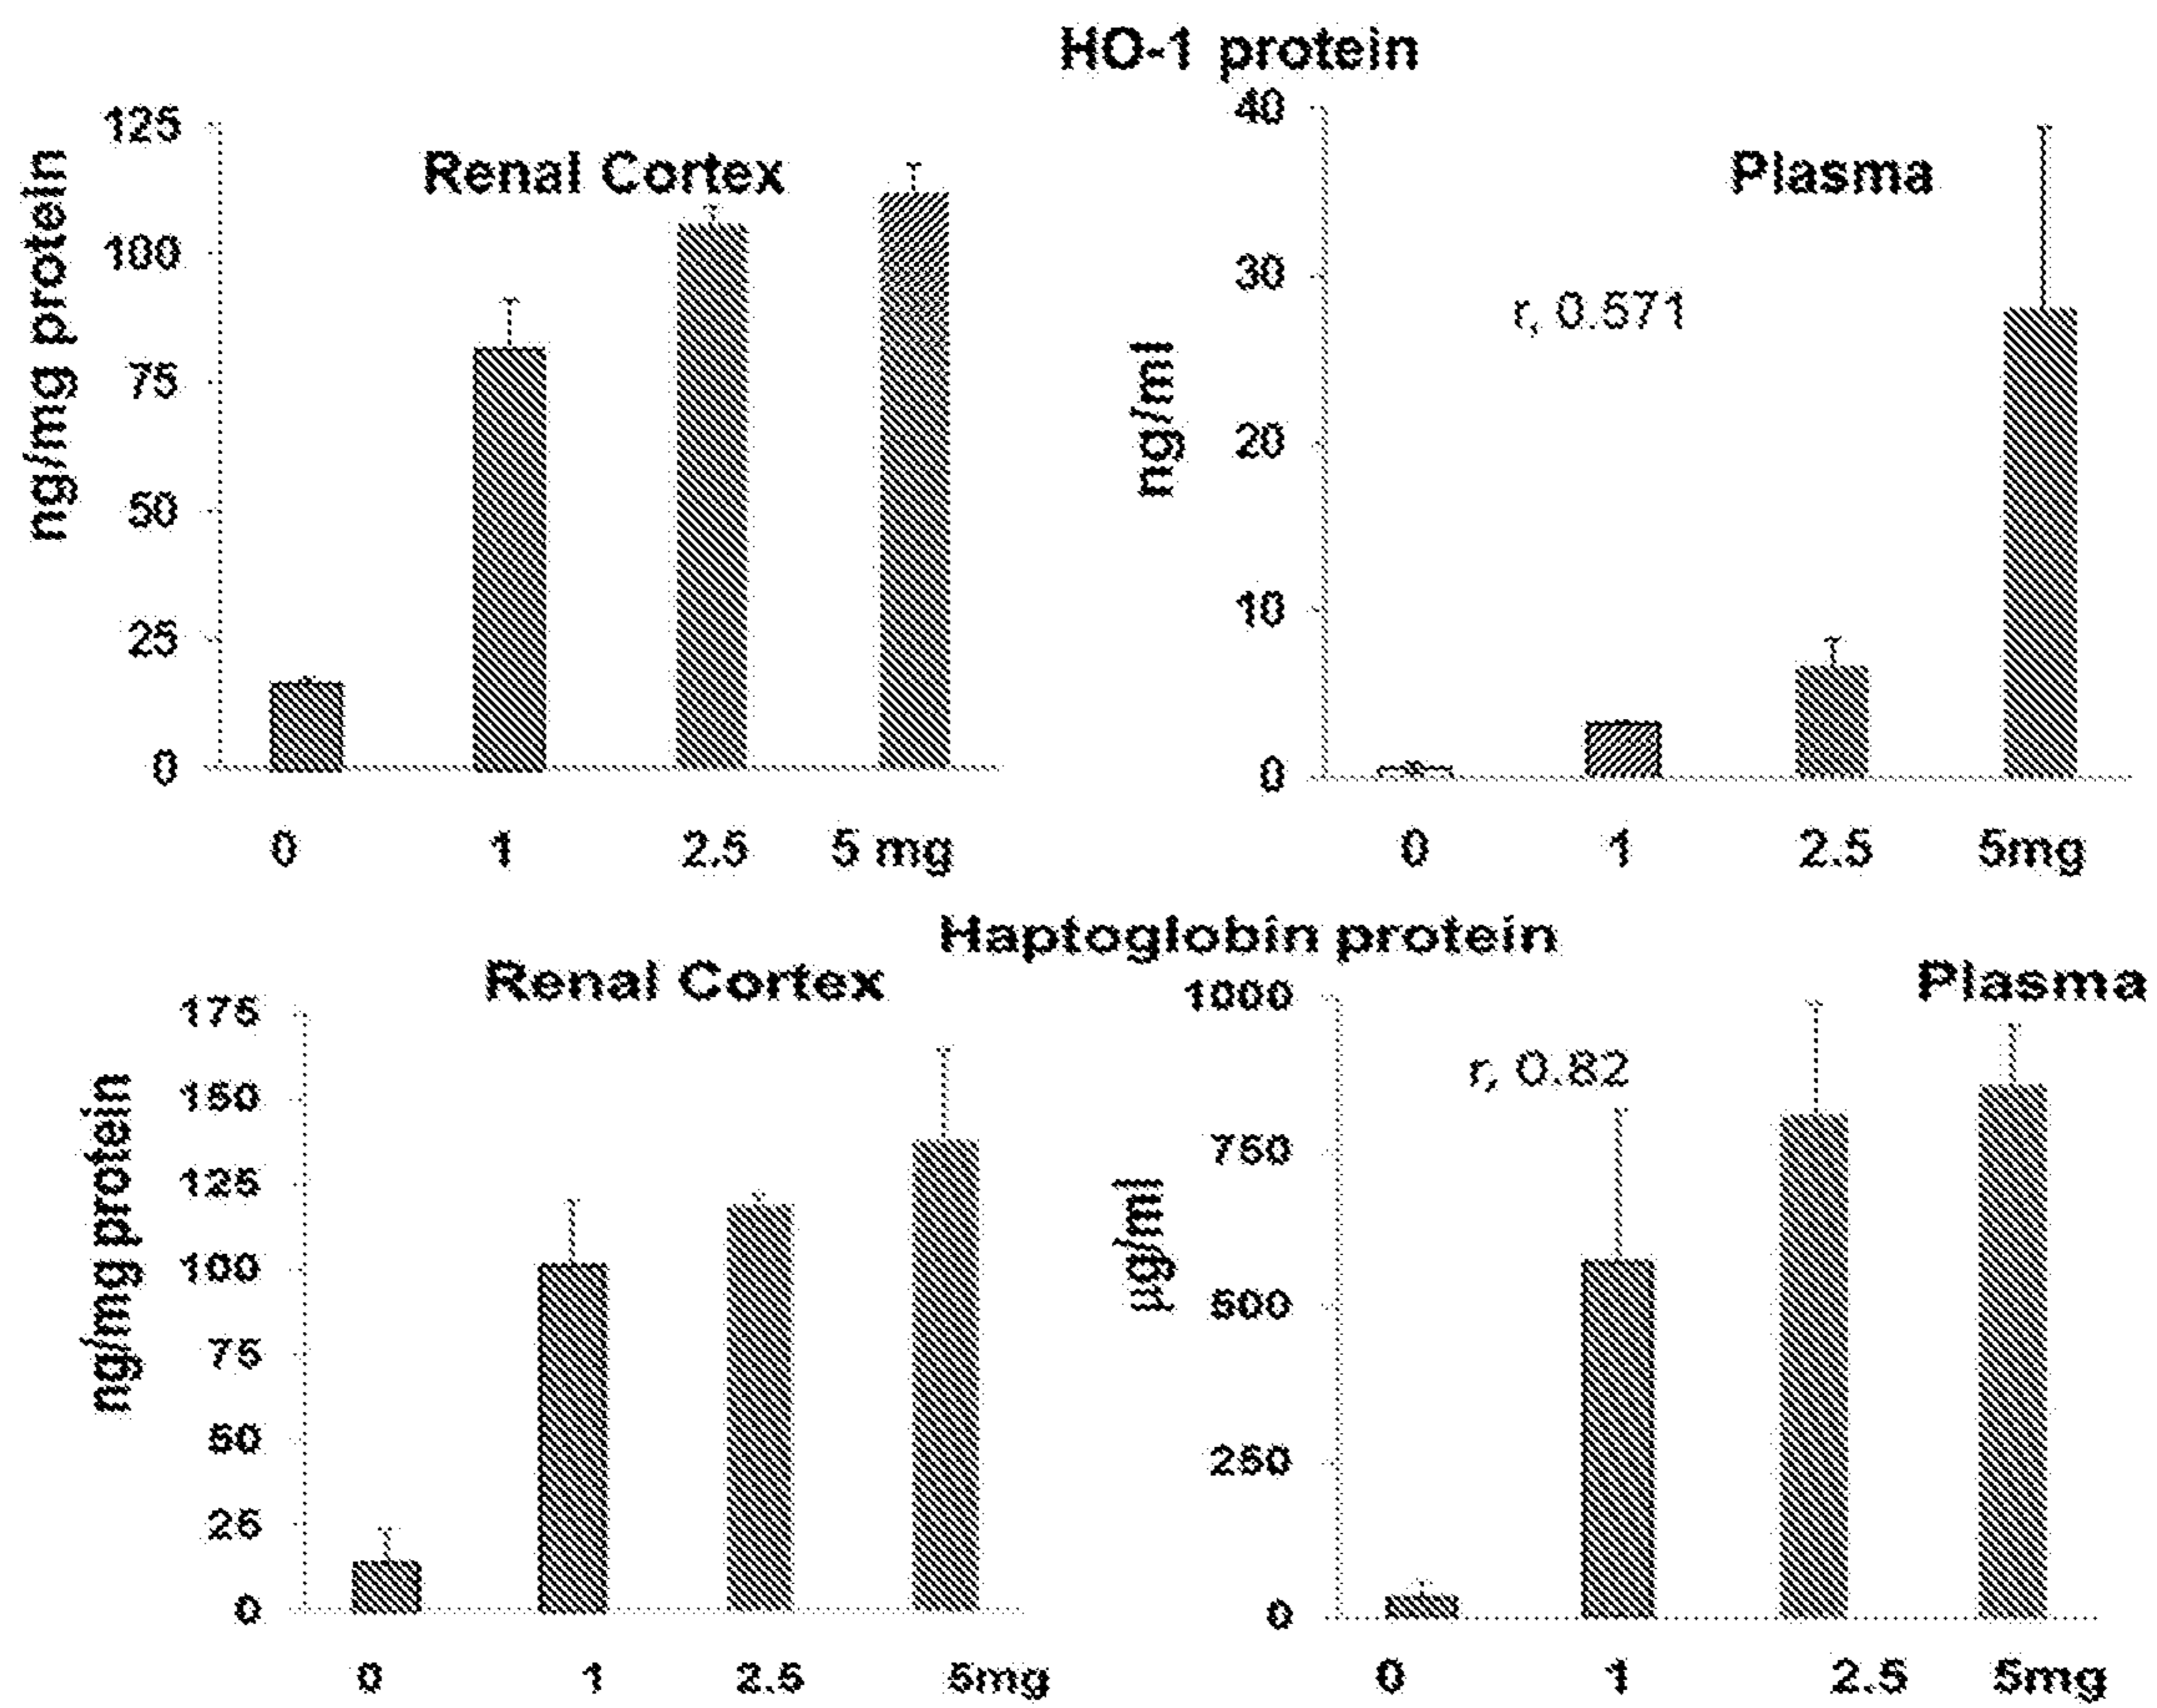 HO-1 protein
Renal Cortex
ng/mg protein
125
100
75
50
25
0
0 1 2.5 5 mg
Plasma
ng/ml
40
30
20
10
0
r, 0.571
0 1 2.5 5mg
Haptoglobin protein
Renal Cortex
ng/mg protein
175
150
125
100
75
50
25
0
0 1 2.5 5mg
Plasma
µg/ml
1000
750
500
250
0
r, 0.82
0 1 2.5 5mg